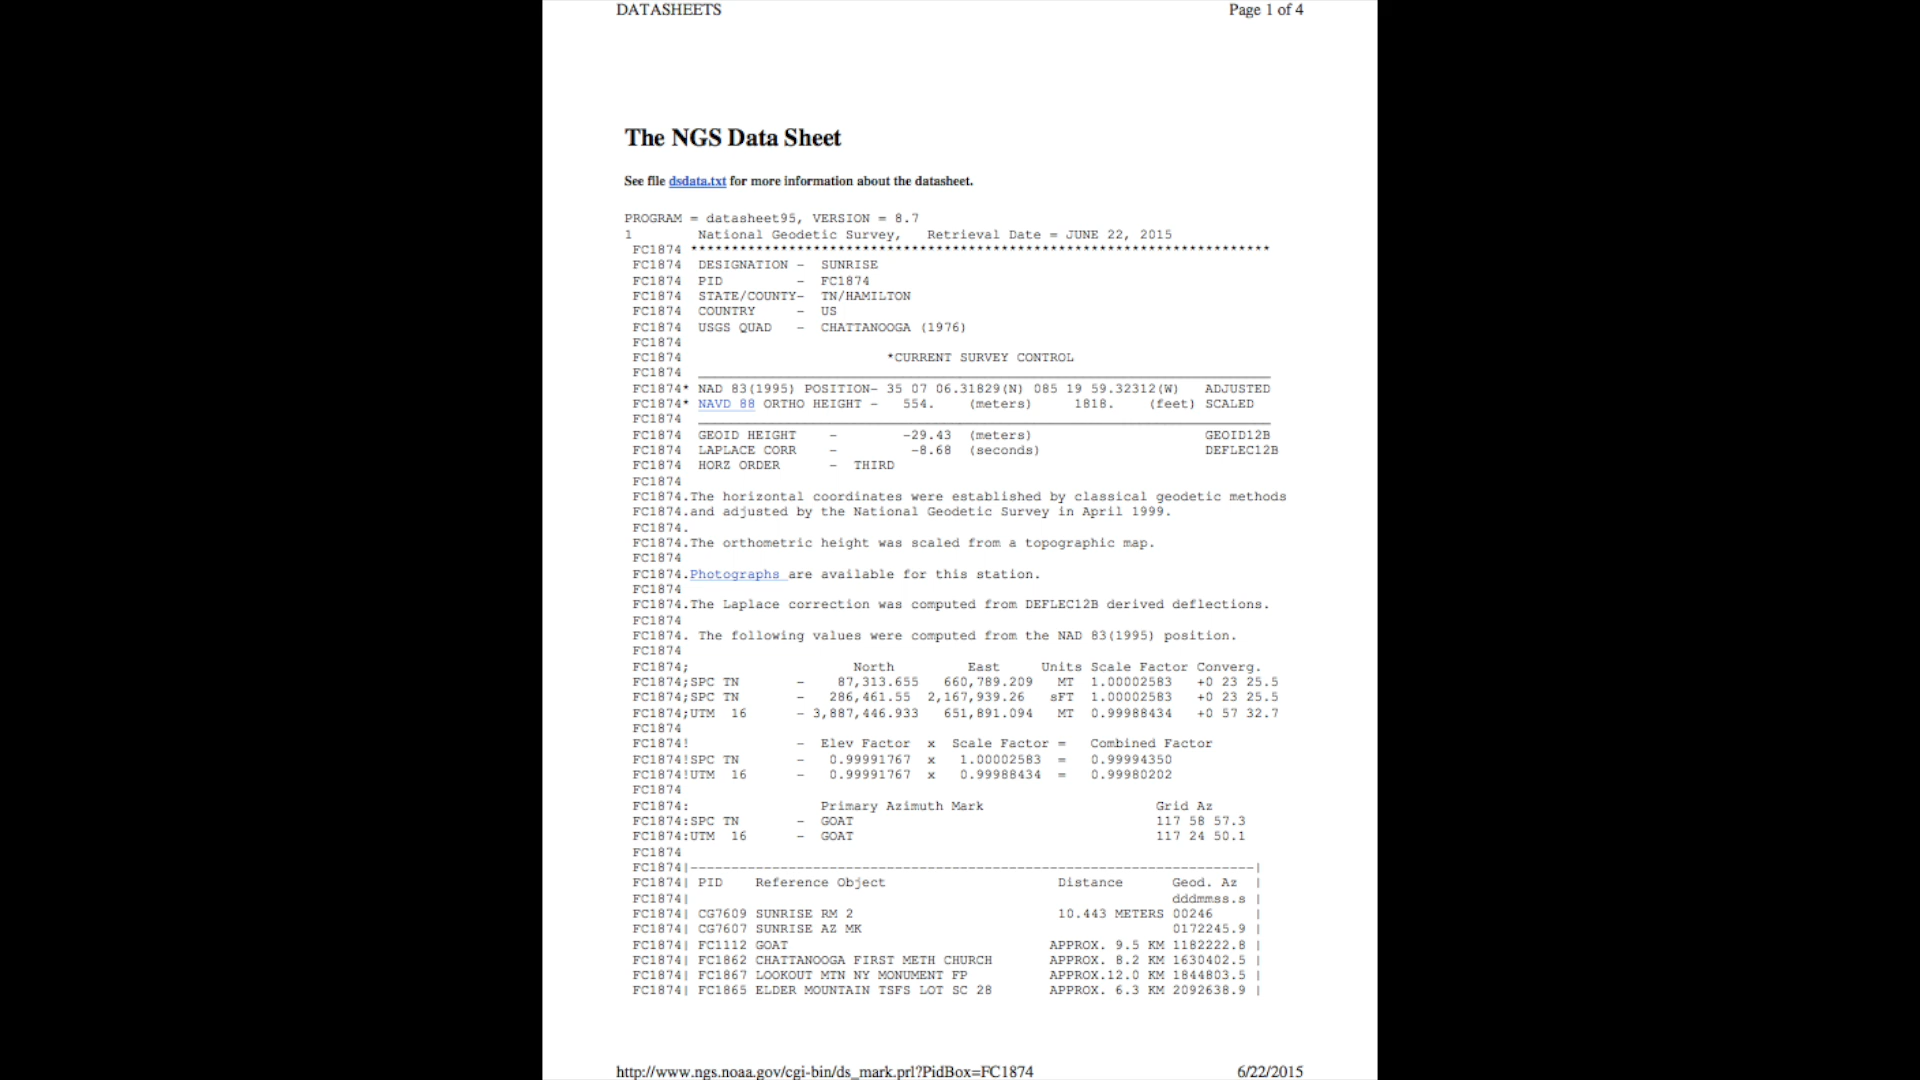 DATASHEETS Page 1 of 4
The NGS Data Sheet
See file dsdata.txt for more information about the datasheet.
PROGRAM = datasheet95, VERSION = 8.7
1 National Geodetic Survey, Retrieval Date = JUNE 22, 2015
FC1874 ***********************************************************************
FC1874 DESIGNATION - SUNRISE
FC1874 PID - FC1874
FC1874 STATE/COUNTY- TN/HAMILTON
FC1874 COUNTRY - US
FC1874 USGS QUAD - CHATTANOOGA (1976)
FC1874
FC1874 *CURRENT SURVEY CONTROL
FC1874 ______________________________________________________________________
FC1874* NAD 83(1995) POSITION- 35 07 06.31829(N) 085 19 59.32312(W) ADJUSTED
FC1874* NAVD 88 ORTHO HEIGHT - 554. (meters) 1818. (feet) SCALED
FC1874 ______________________________________________________________________
FC1874 GEOID HEIGHT - -29.43 (meters) GEOID12B
FC1874 LAPLACE CORR - -8.68 (seconds) DEFLEC12B
FC1874 HORZ ORDER - THIRD
FC1874
FC1874.The horizontal coordinates were established by classical geodetic methods
FC1874.and adjusted by the National Geodetic Survey in April 1999.
FC1874.
FC1874.The orthometric height was scaled from a topographic map.
FC1874
FC1874.Photographs are available for this station.
FC1874
FC1874.The Laplace correction was computed from DEFLEC12B derived deflections.
FC1874
FC1874. The following values were computed from the NAD 83(1995) position.
FC1874
FC1874; North East Units Scale Factor Converg.
FC1874;SPC TN - 87,313.655 660,789.209 MT 1.00002583 +0 23 25.5
FC1874;SPC TN - 286,461.55 2,167,939.26 sFT 1.00002583 +0 23 25.5
FC1874;UTM 16 - 3,887,446.933 651,891.094 MT 0.99988434 +0 57 32.7
FC1874
FC1874! - Elev Factor x Scale Factor = Combined Factor
FC1874!SPC TN - 0.99991767 x 1.00002583 = 0.99994350
FC1874!UTM 16 - 0.99991767 x 0.99988434 = 0.99980202
FC1874
FC1874: Primary Azimuth Mark Grid Az
FC1874:SPC TN - GOAT 117 58 57.3
FC1874:UTM 16 - GOAT 117 24 50.1
FC1874
FC1874|---------------------------------------------------------------------|
FC1874| PID Reference Object Distance Geod. Az |
FC1874| dddmmss.s |
FC1874| CG7609 SUNRISE RM 2 10.443 METERS 00246 |
FC1874| CG7607 SUNRISE AZ MK 0172245.9 |
FC1874| FC1112 GOAT APPROX. 9.5 KM 1182222.8 |
FC1874| FC1862 CHATTANOOGA FIRST METH CHURCH APPROX. 8.2 KM 1630402.5 |
FC1874| FC1867 LOOKOUT MTN NY MONUMENT FP APPROX.12.0 KM 1844803.5 |
FC1874| FC1865 ELDER MOUNTAIN TSFS LOT SC 28 APPROX. 6.3 KM 2092638.9 |
http://www.ngs.noaa.gov/cgi-bin/ds_mark.prl?PidBox=FC1874 6/22/2015